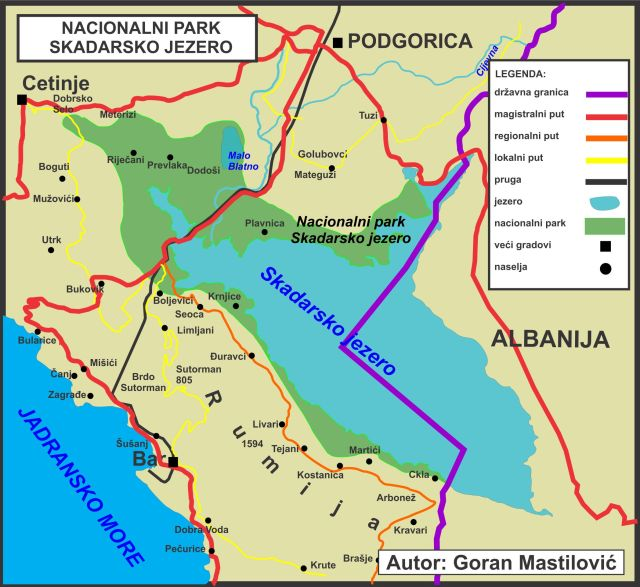 NACIONALNI PARK
SKADARSKO JEZERO
PODGORICA
Cetinje
Dobrsko
Selo
Meterizi
Cijevna
LEGENDA:
državna granica
magistralni put
regionalni put
lokalni put
pruga
jezero
nacionalni park
veći gradovi
naselja
Tuzi
Golubovci
Mateguži
Malo
Blatno
Riječani
Prevlaka
Dodoši
Boguti
Mužovići
Utrk
Plavnica
Nacionalni park
Skadarsko jezero
Bukovik
Boljevići
Krnjice
Seoca
Limljani
Skadarsko jezero
ALBANIJA
Bularice
Mišići
Čanj
Zagrađe
Đuravci
Brdo
Sutorman
Sutorman
805
Rumija
JADRANSKO MORE
Šušanj
Bar
Livari
1594
Tejani
Martići
Kostanica
Ckla
Arbonež
Kravari
Dobra Voda
Pečurice
Brašje
Krute
Autor: Goran Mastilović